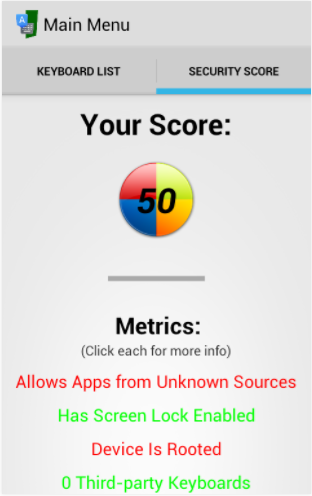 Main Menu
KEYBOARD LIST
SECURITY SCORE
Your Score:
50
Metrics:
(Click each for more info)
Allows Apps from Unknown Sources
Has Screen Lock Enabled
Device Is Rooted
0 Third-party Keyboards